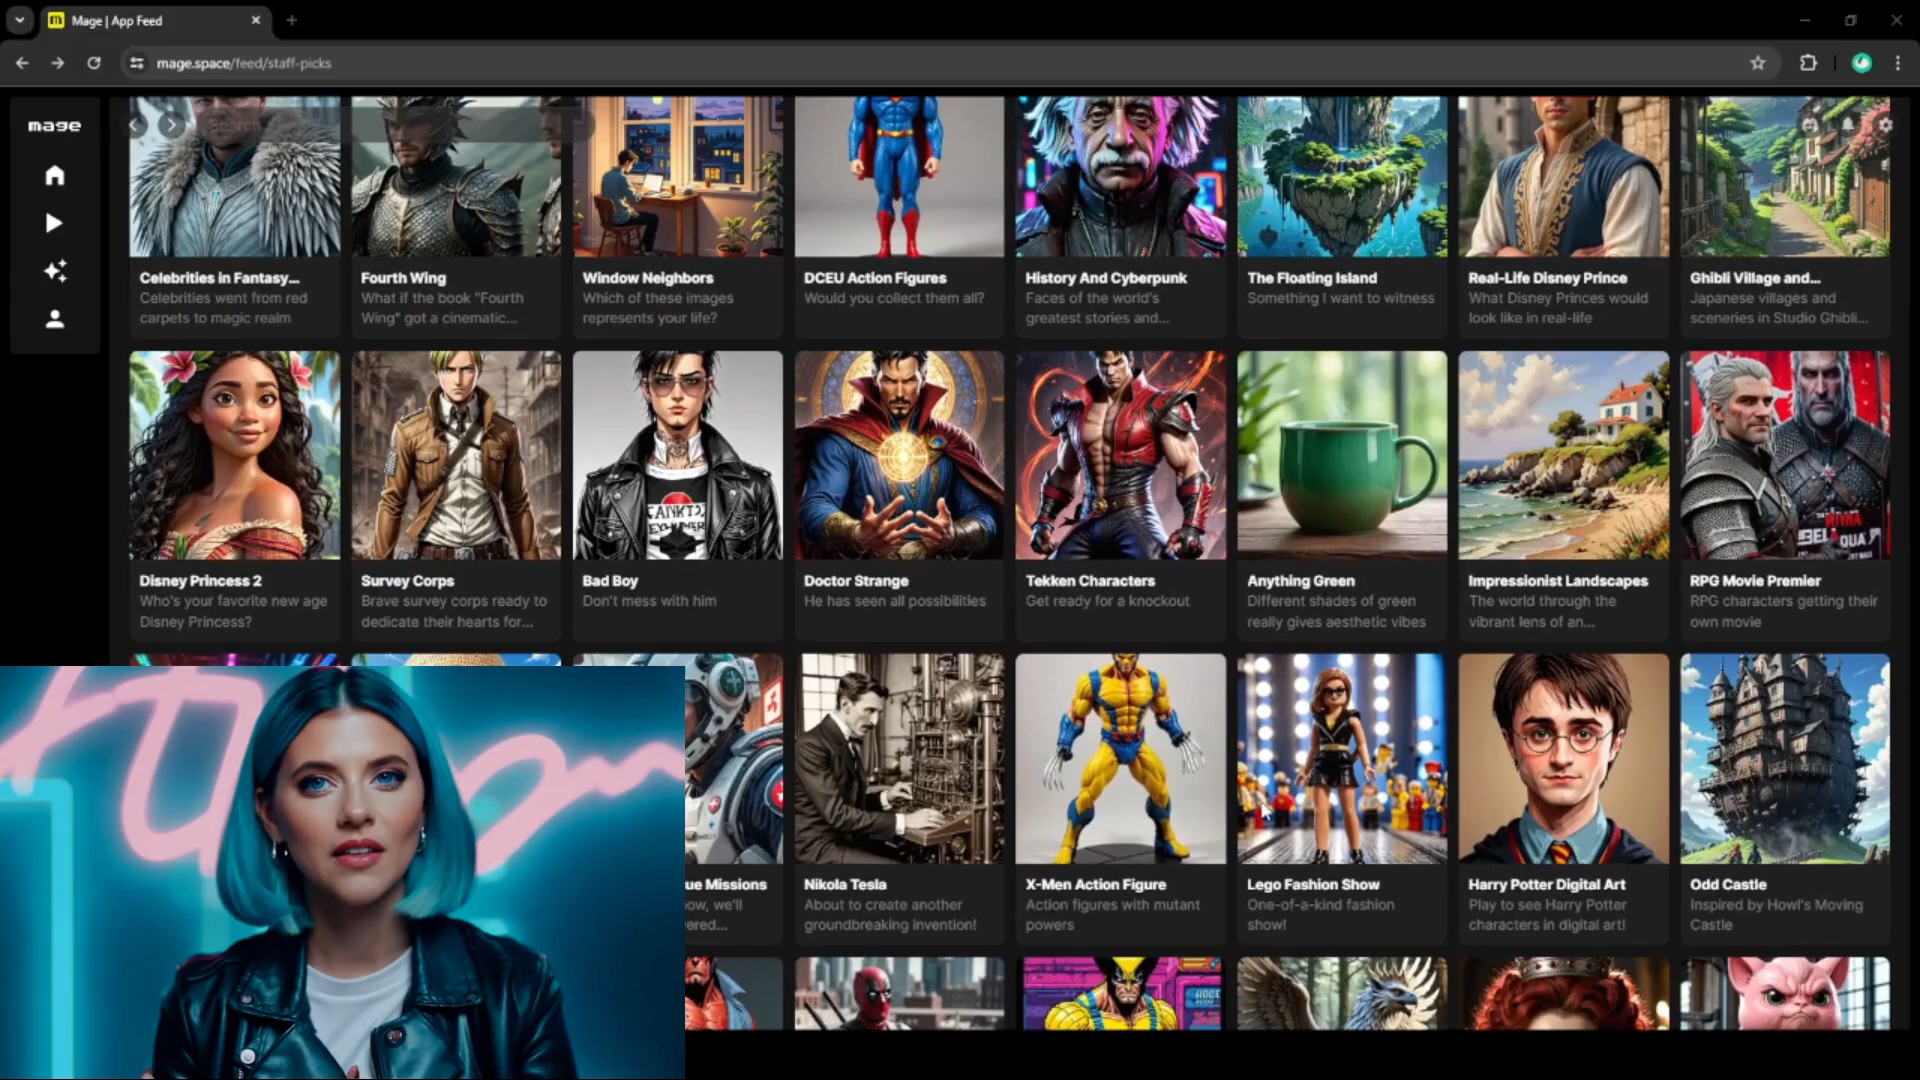 Mage | App Feed
mage.space/feed/staff-picks
mage
Search
Celebrities in Fantasy...
Celebrities went from red
carpets to magic realm
Fourth Wing
What if the book "Fourth
Wing" got a cinematic...
Window Neighbors
Which of these images
represents your life?
DCEU Action Figures
Would you collect them all?
History And Cyberpunk
Faces of the world's
greatest stories and...
The Floating Island
Something I want to witness
Real-Life Disney Prince
What Disney Princes would
look like in real-life
Ghibli Village and...
Japanese villages and
sceneries in Studio Ghibli...
Disney Princess 2
Who's your favorite new age
Disney Princess?
Survey Corps
Brave survey corps ready to
dedicate their hearts for...
Bad Boy
Don't mess with him
Doctor Strange
He has seen all possibilities
Tekken Characters
Get ready for a knockout
Anything Green
Different shades of green
really gives aesthetic vibes
Impressionist Landscapes
The world through the
vibrant lens of an...
RPG Movie Premier
RPG characters getting their
own movie
ue Missions
ow, we'll
ered...
Nikola Tesla
About to create another
groundbreaking invention!
X-Men Action Figure
Action figures with mutant
powers
Lego Fashion Show
One-of-a-kind fashion
show!
Harry Potter Digital Art
Play to see Harry Potter
characters in digital art!
Odd Castle
Inspired by Howl's Moving
Castle